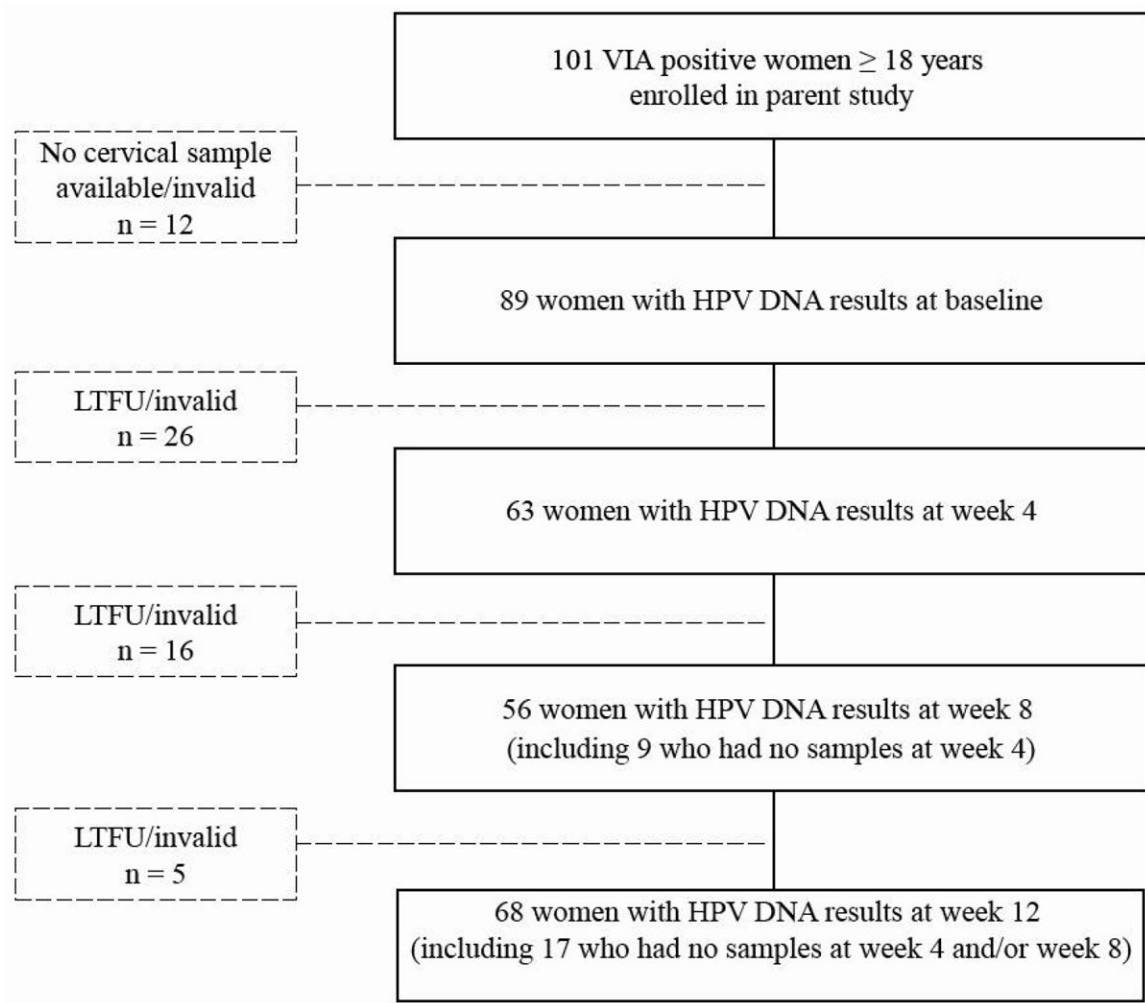 101 VIA positive women ≥ 18 years
enrolled in parent study
No cervical sample
available/invalid
n = 12
89 women with HPV DNA results at baseline
LTFU/invalid
n = 26
63 women with HPV DNA results at week 4
LTFU/invalid
n = 16
56 women with HPV DNA results at week 8
(including 9 who had no samples at week 4)
LTFU/invalid
n = 5
68 women with HPV DNA results at week 12
(including 17 who had no samples at week 4 and/or week 8)